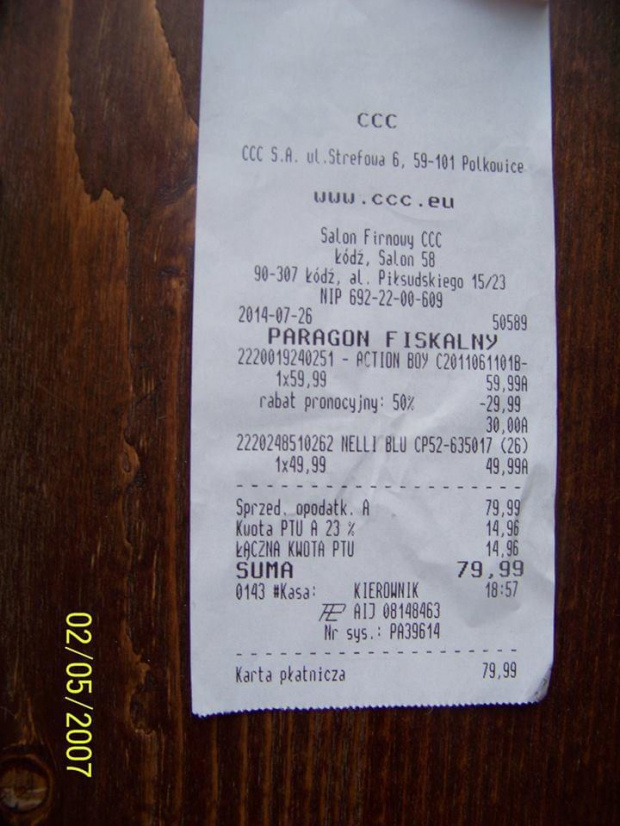 CCC
CCC S.A. ul.Strefowa 6, 59-101 Polkowice
www.ccc.eu
Salon Firmowy CCC
Łódź, Salon 58
90-307 Łódź, al. Piłsudskiego 15/23
NIP 692-22-00-609
2014-07-26 50589
PARAGON FISKALNY
2220019240251 - ACTION BOY C2011061101B-
1x59,99 59,99A
rabat promocyjny: 50% -29,99
30,00A
2220248510262 NELLI BLU CP52-635017 (26)
1x49,99 49,99A
Sprzed. opodatk. A 79,99
Kwota PTU A 23 % 14,96
ŁĄCZNA KWOTA PTU 14,96
SUMA 79,99
0143 #Kasa: KIEROWNIK 18:57
AIJ 08148463
Nr sys.: PA39614
Karta płatnicza 79,99
02/05/2007